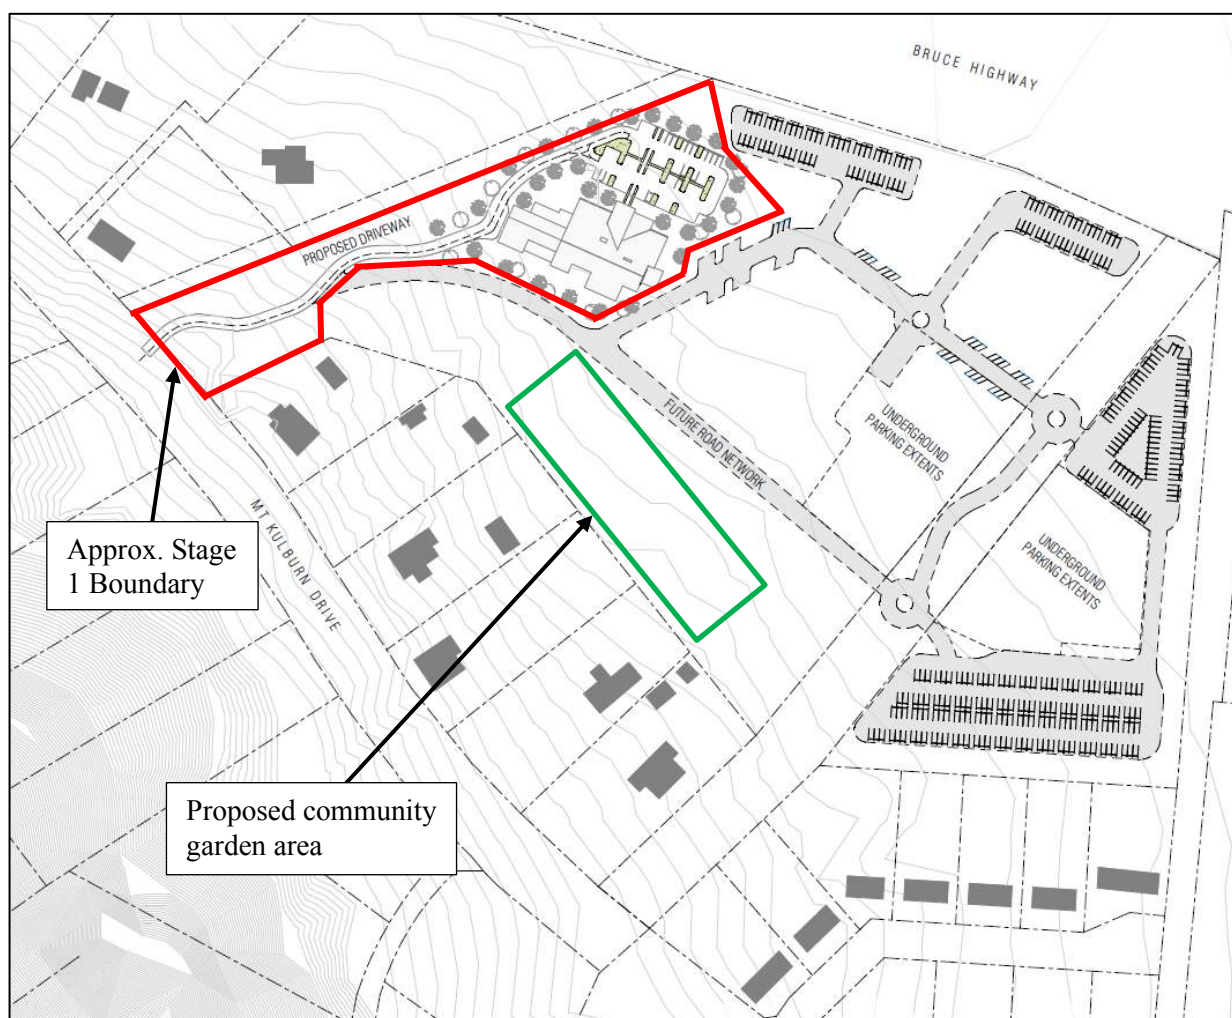 BRUCE HIGHWAY
PROPOSED DRIVEWAY
FUTURE ROAD NETWORK
UNDERGROUND
PARKING EXTENTS
UNDERGROUND
PARKING EXTENTS
MT KULBURN DRIVE
Approx. Stage
1 Boundary
Proposed community
garden area